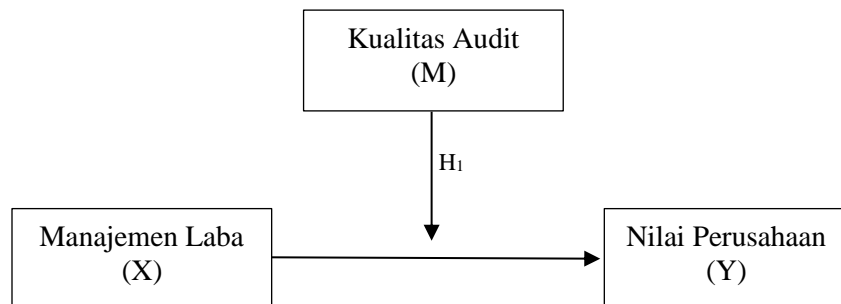 Kualitas Audit
(M)
H₁
Manajemen Laba
(X)
Nilai Perusahaan
(Y)